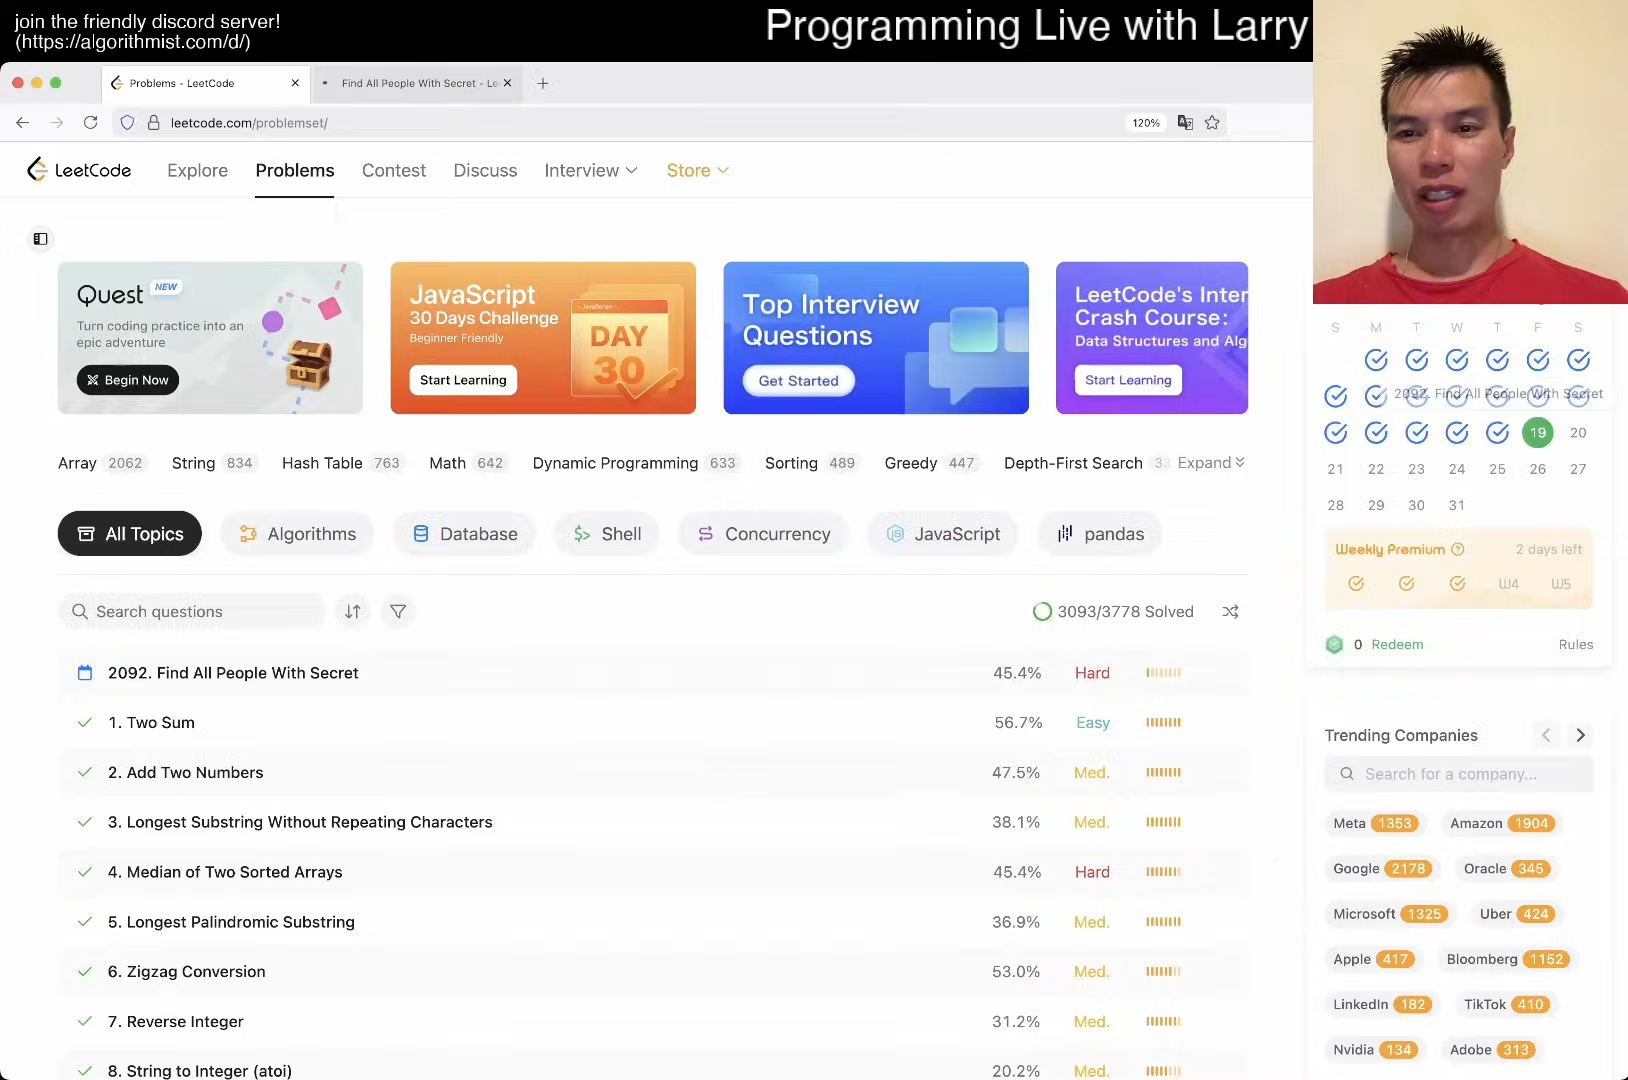 join the friendly discord server!
(https://algorithmist.com/d/)
Programming Live with Larry
Problems - LeetCode
Find All People With Secret - Le
leetcode.com/problemset/
120%
LeetCode
Explore
Problems
Contest
Discuss
Interview
Store
Quest NEW
Turn coding practice into an
epic adventure
Begin Now
JavaScript
30 Days Challenge
Beginner Friendly
Start Learning
JavaScript
DAY
30
Top Interview
Questions
Get Started
LeetCode's Inter
Crash Course:
Data Structures and Alg
Start Learning
S M T W T F S
2092. Find All People With Secret
19 20
21 22 23 24 25 26 27
28 29 30 31
Weekly Premium 2 days left
W4 W5
0 Redeem Rules
Array 2062
String 834
Hash Table 763
Math 642
Dynamic Programming 633
Sorting 489
Greedy 447
Depth-First Search 33
Expand
All Topics
Algorithms
Database
Shell
Concurrency
JavaScript
pandas
Search questions
3093/3778 Solved
2092. Find All People With Secret 45.4% Hard
1. Two Sum 56.7% Easy
2. Add Two Numbers 47.5% Med.
3. Longest Substring Without Repeating Characters 38.1% Med.
4. Median of Two Sorted Arrays 45.4% Hard
5. Longest Palindromic Substring 36.9% Med.
6. Zigzag Conversion 53.0% Med.
7. Reverse Integer 31.2% Med.
8. String to Integer (atoi) 20.2% Med.
Trending Companies
Search for a company...
Meta 1353 Amazon 1904
Google 2178 Oracle 345
Microsoft 1325 Uber 424
Apple 417 Bloomberg 1152
LinkedIn 182 TikTok 410
Nvidia 134 Adobe 313